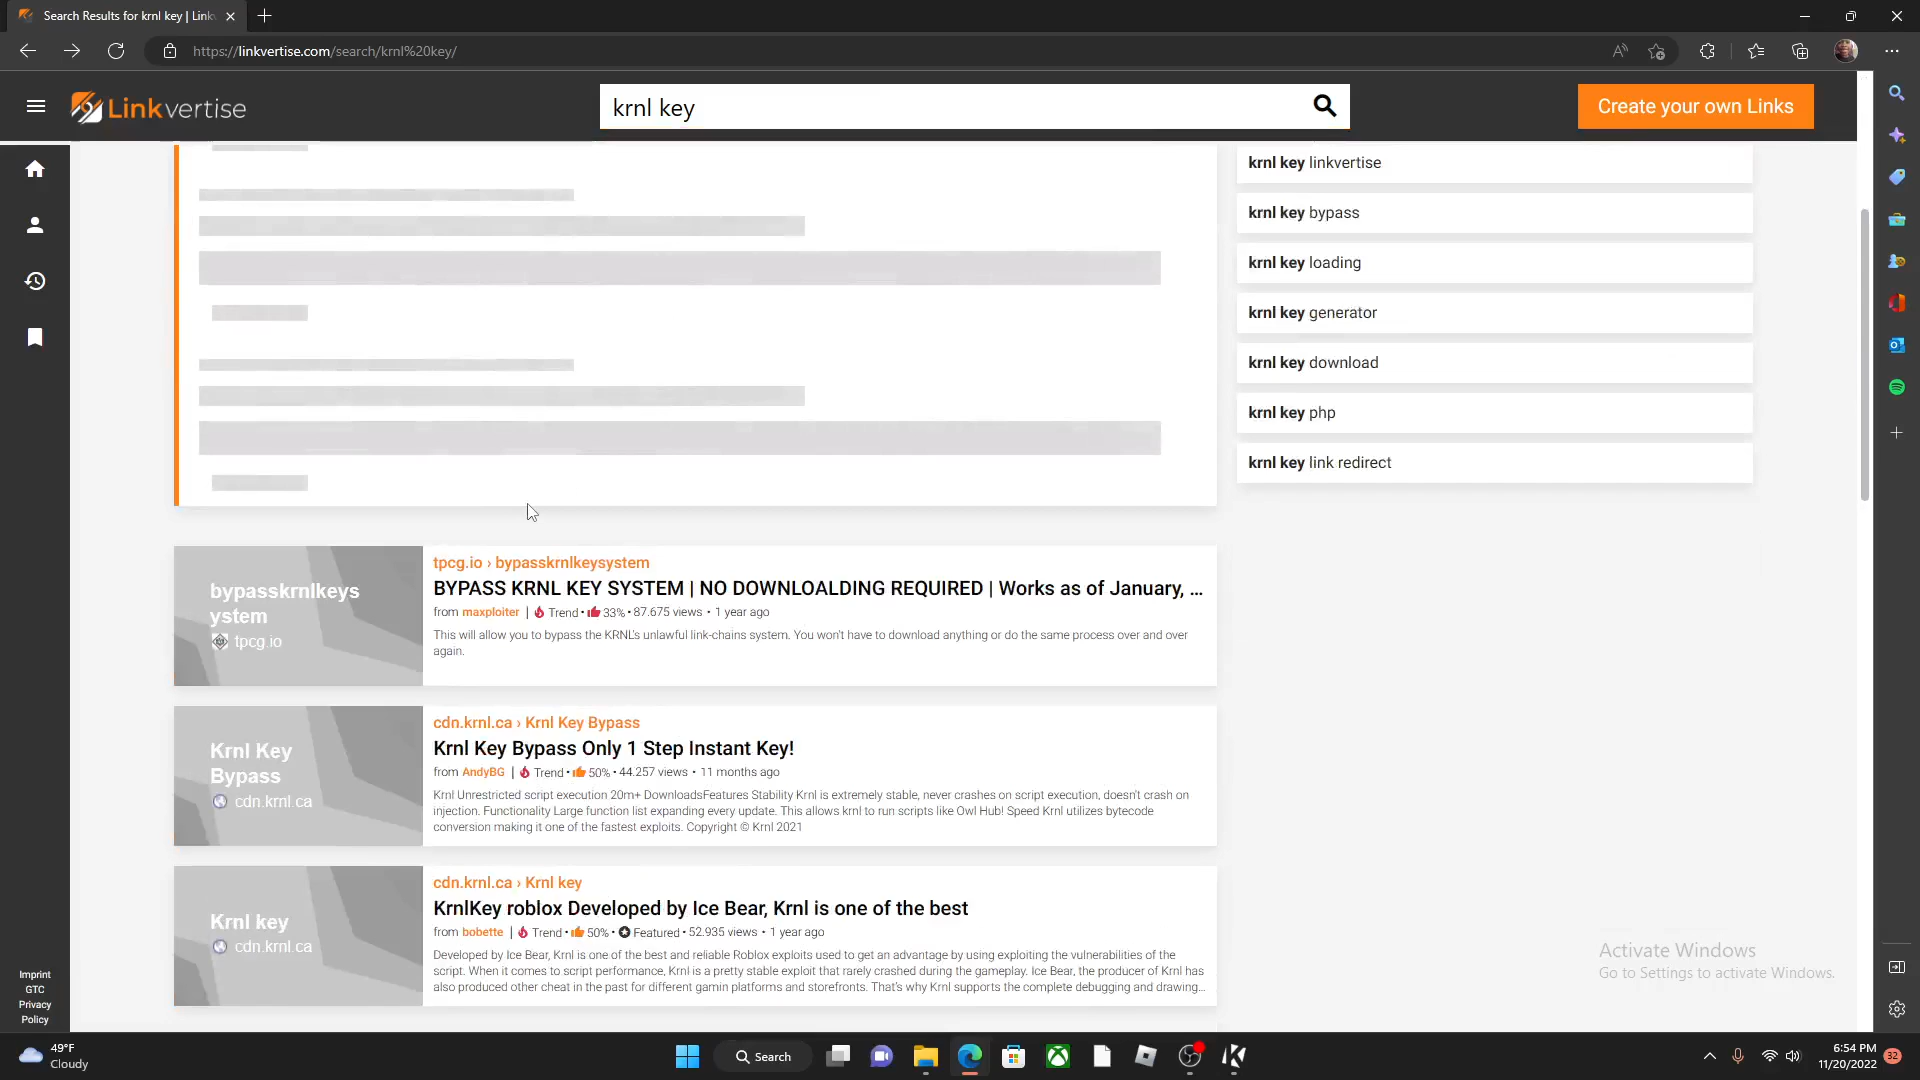 Search Results for krnl key | Link
https://linkvertise.com/search/krnl%20key/
Linkvertise
krnl key
Create your own Links
krnl key linkvertise
krnl key bypass
krnl key loading
krnl key generator
krnl key download
krnl key php
krnl key link redirect
bypasskrnlkeys
ystem
tpcg.io
tpcg.io › bypasskrnlkeysystem
BYPASS KRNL KEY SYSTEM | NO DOWNLOALDING REQUIRED | Works as of January, ...
from maxploiter | Trend • 33% • 87.675 views • 1 year ago
This will allow you to bypass the KRNL's unlawful link-chains system. You won't have to download anything or do the same process over and over
again.
Krnl Key
Bypass
cdn.krnl.ca
cdn.krnl.ca › Krnl Key Bypass
Krnl Key Bypass Only 1 Step Instant Key!
from AndyBG | Trend • 50% • 44.257 views • 11 months ago
Krnl Unrestricted script execution 20m+ DownloadsFeatures Stability Krnl is extremely stable, never crashes on script execution, doesn't crash on
injection. Functionality Large function list expanding every update. This allows krnl to run scripts like Owl Hub! Speed Krnl utilizes bytecode
conversion making it one of the fastest exploits. Copyright © Krnl 2021
Krnl key
cdn.krnl.ca
cdn.krnl.ca › Krnl key
KrnlKey roblox Developed by Ice Bear, Krnl is one of the best
from bobette | Trend • 50% • Featured • 52.935 views • 1 year ago
Developed by Ice Bear, Krnl is one of the best and reliable Roblox exploits used to get an advantage by using exploiting the vulnerabilities of the
script. When it comes to script performance, Krnl is a pretty stable exploit that rarely crashed during the gameplay. Ice Bear, the producer of Krnl has
also produced other cheat in the past for different gamin platforms and storefronts. That's why Krnl supports the complete debugging and drawing...
Imprint
GTC
Privacy
Policy
Activate Windows
Go to Settings to activate Windows.
49°F
Cloudy
Search
6:54 PM
11/20/2022
32